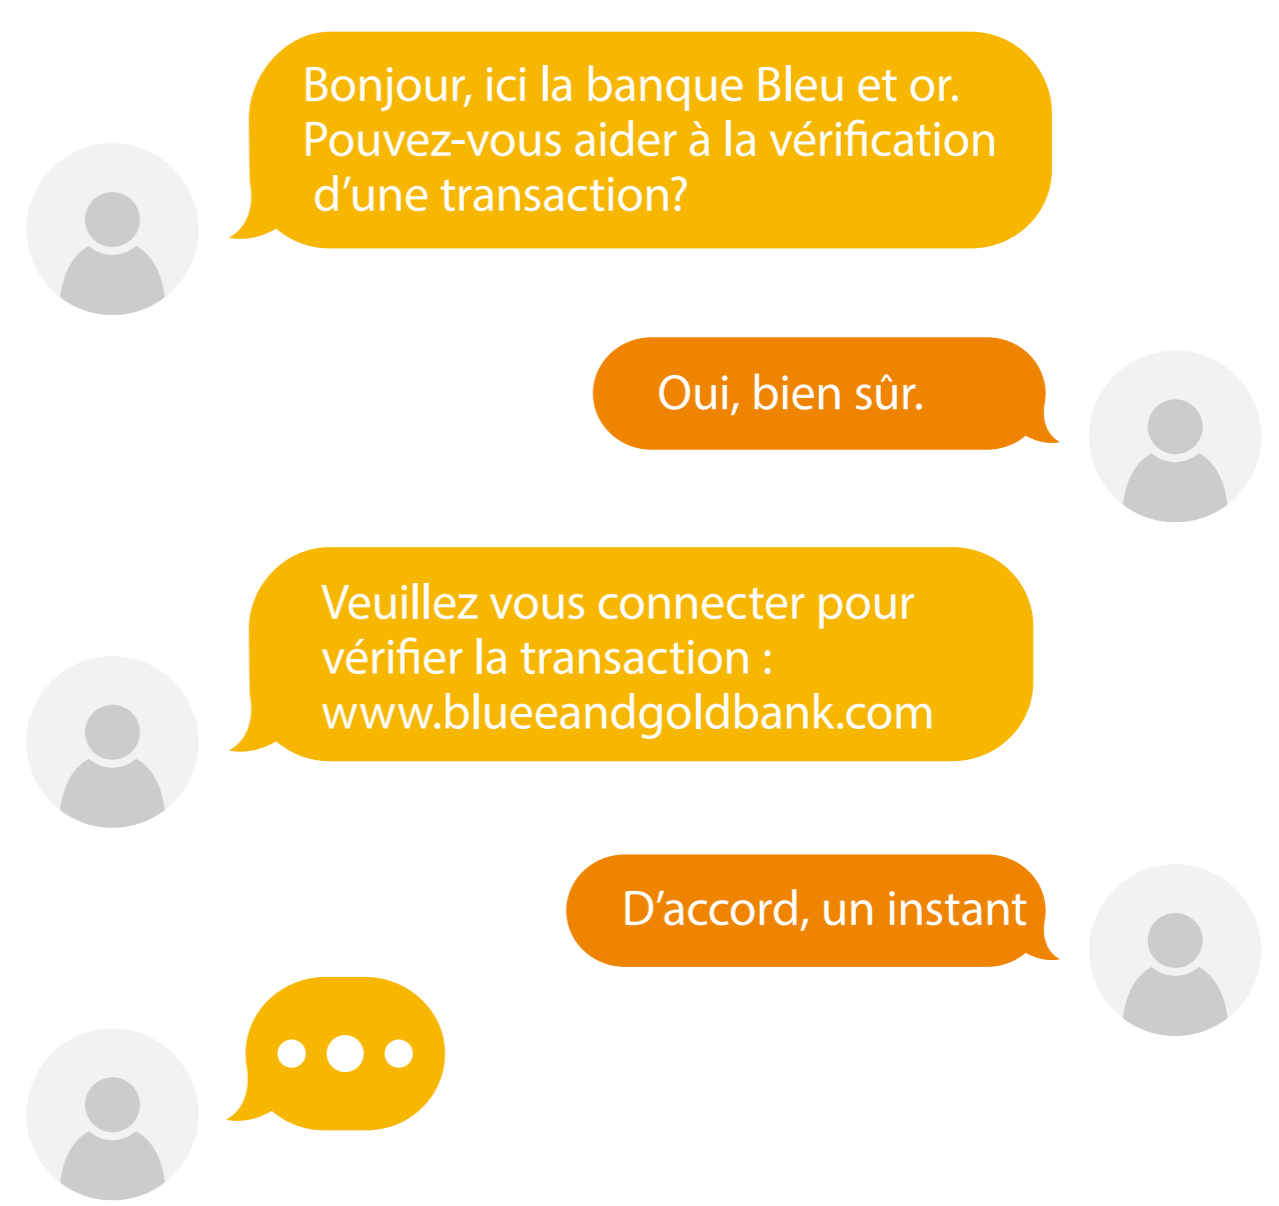 Bonjour, ici la banque Bleu et or.
Pouvez-vous aider à la vérification
d’une transaction?
Oui, bien sûr.
Veuillez vous connecter pour
vérifier la transaction :
www.blueeandgoldbank.com
D’accord, un instant